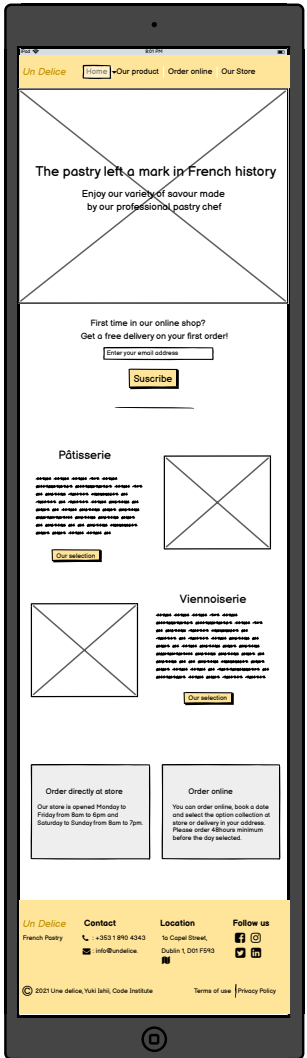 iPad 8:01 PM
Un Delice Home Our product Order online Our Store
The pastry left a mark in French history
Enjoy our variety of savour made
by our professional pastry chef
First time in our online shop?
Get a free delivery on your first order!
Enter your email address
Suscribe
Pâtisserie
Our selection
Viennoiserie
Our selection
Order directly at store
Our store is opened Monday to
Friday from 8am to 6pm and
Saturday to Sunday from 8am to 7pm.
Order online
You can order online, book a date
and select the option collection at
store or delivery in your address.
Please order 48hours minimum
before the day selected.
Un Delice
French Pastry
Contact
: +353 1 890 4343
: info@undelice.
Location
1a Capel Street,
Dublin 1, D01 F593
Follow us
© 2021 Une delice, Yuki Ishii, Code Institute
Terms of use Privacy Policy